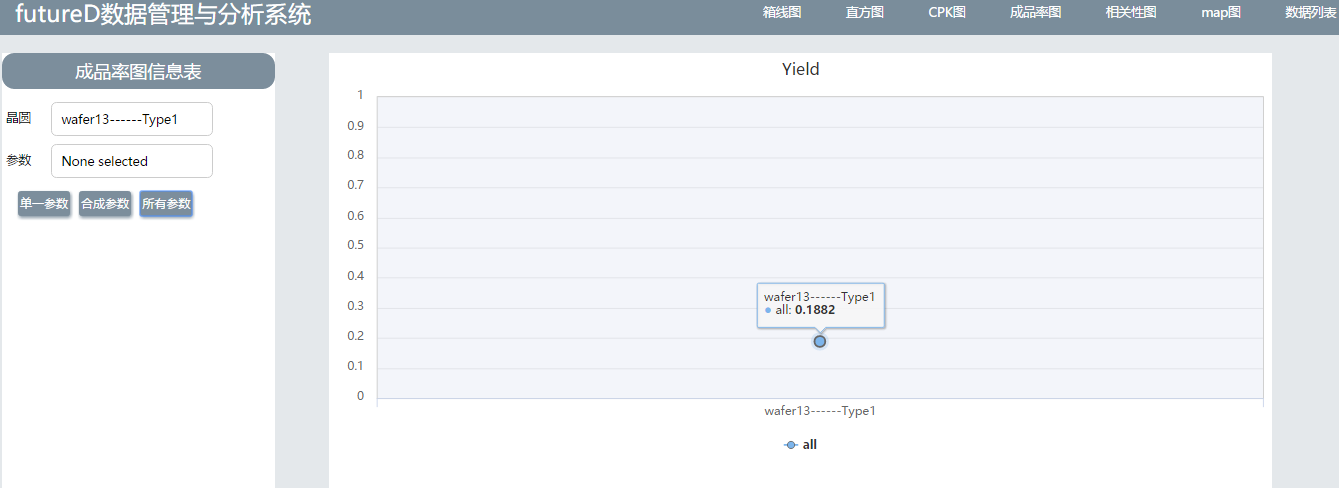 futureD数据管理与分析系统
箱线图 直方图 CPK图 成品率图 相关性图 map图 数据列表
成品率图信息表
晶圆 wafer13------Type1
参数 None selected
单一参数 合成参数 所有参数
Yield
1
0.9
0.8
0.7
0.6
0.5
0.4
0.3
0.2
0.1
0
wafer13------Type1
all: 0.1882
wafer13------Type1
all